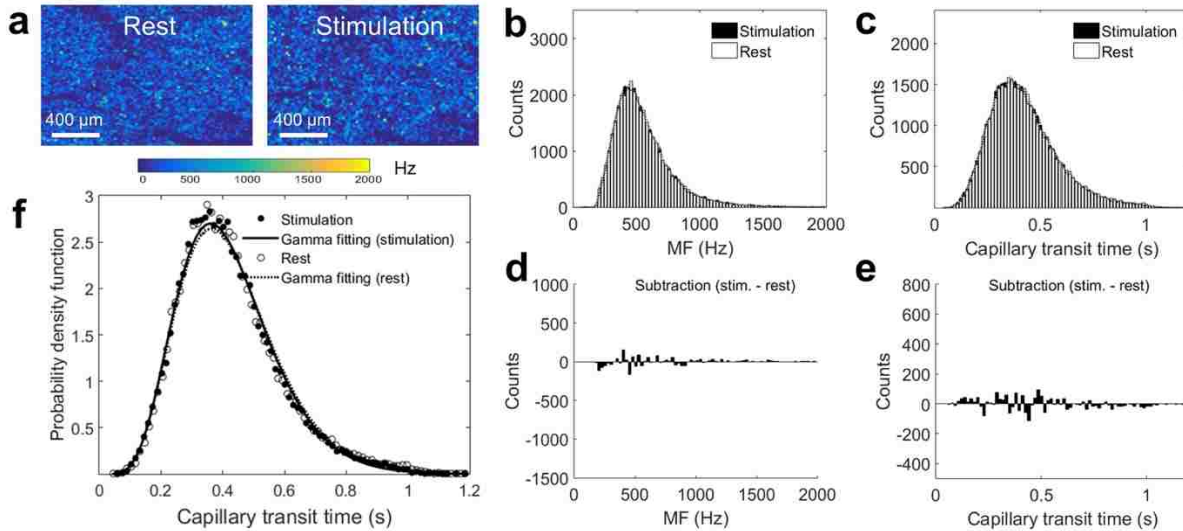 a
Rest
Stimulation
400 µm
400 µm
0 500 1000 1500 2000 Hz
b
3000
2000
1000
0
Counts
Stimulation
Rest
0 500 1000 1500 2000
MF (Hz)
c
2000
1500
1000
500
Counts
Stimulation
Rest
0 0.5 1
Capillary transit time (s)
f
3
2.5
2
1.5
1
0.5
Probability density function
Stimulation
Gamma fitting (stimulation)
Rest
Gamma fitting (rest)
0 0.2 0.4 0.6 0.8 1 1.2
Capillary transit time (s)
d
Subtraction (stim. - rest)
1000
500
0
-500
-1000
-1500
Counts
0 500 1000 1500 2000
MF (Hz)
e
Subtraction (stim. - rest)
800
600
400
200
0
-200
-400
Counts
0 0.5 1
Capillary transit time (s)